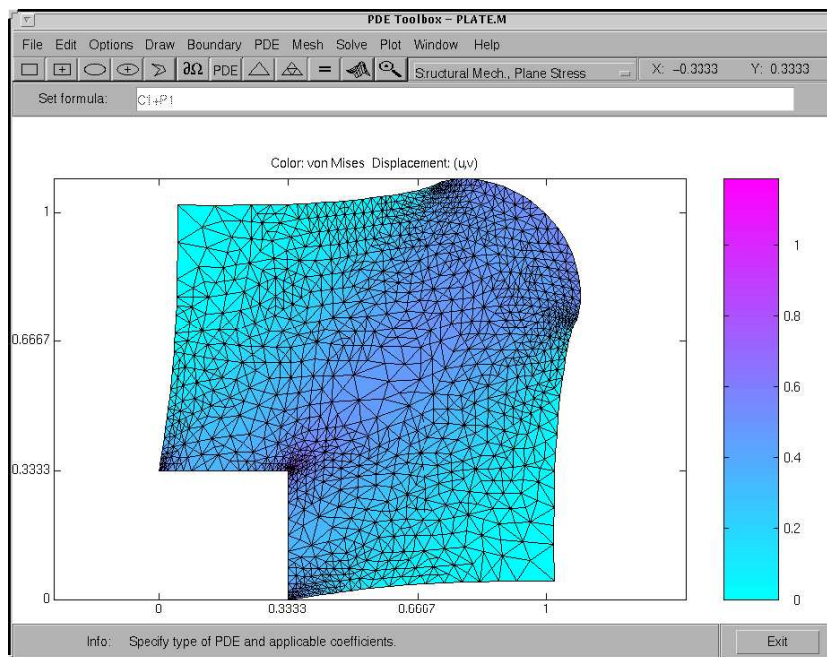 PDE Toolbox – PLATE.M
File Edit Options Draw Boundary PDE Mesh Solve Plot Window Help
∂Ω PDE = Structural Mech., Plane Stress X: -0.3333 Y: 0.3333
Set formula: C1+P1
Color: von Mises Displacement: (u,v)
1
0.6667
0.3333
0
0 0.3333 0.6667 1
1
0.8
0.6
0.4
0.2
0
Info: Specify type of PDE and applicable coefficients. Exit